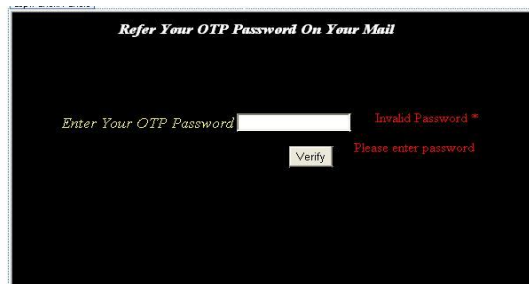 Refer Your OTP Password On Your Mail
Enter Your OTP Password
Invalid Password *
Verify
Please enter password